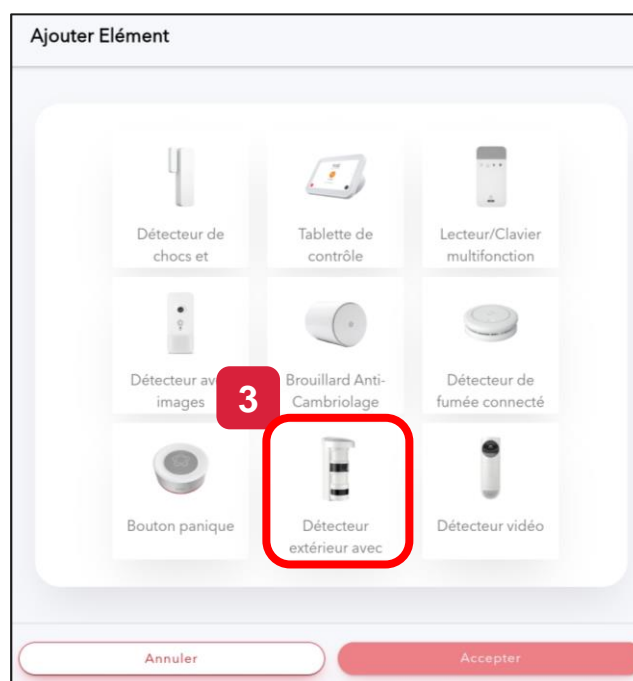 Ajouter Elément
Détecteur de
chocs et
Tablette de
contrôle
Lecteur/Clavier
multifonction
Détecteur av
images
3
Brouillard Anti-
Cambriolage
Détecteur de
fumée connecté
Bouton panique
Détecteur
extérieur avec
Détecteur vidéo
Annuler
Accepter